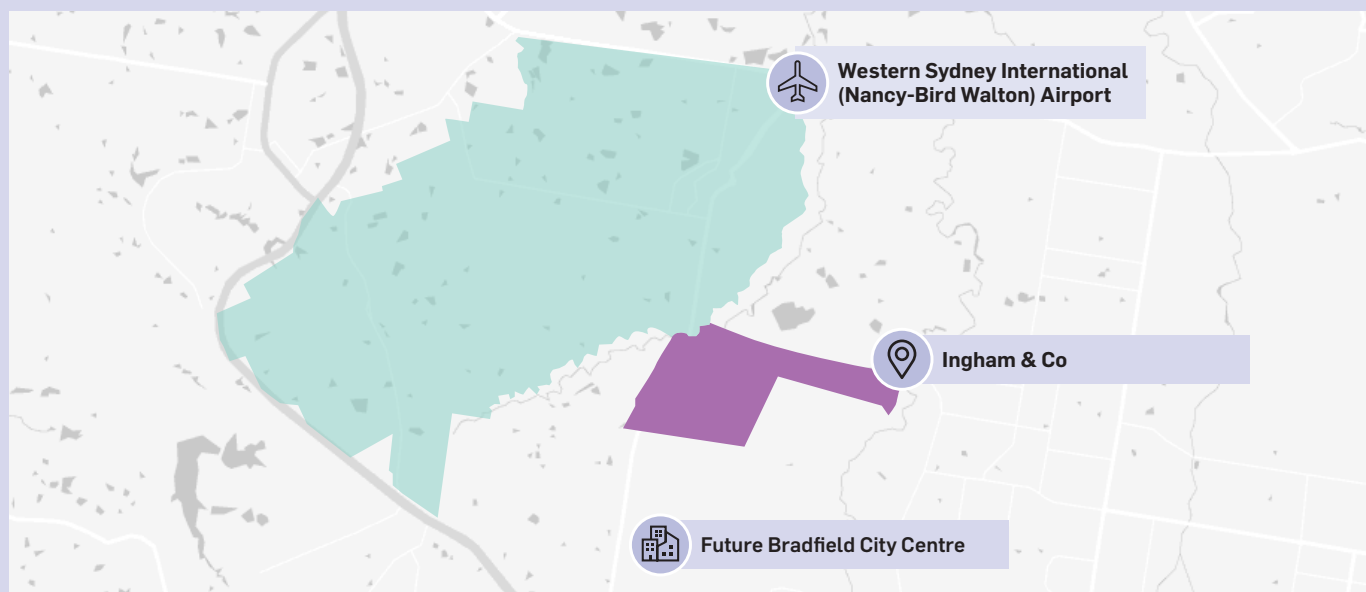 Western Sydney International
(Nancy-Bird Walton) Airport
Ingham & Co
Future Bradfield City Centre